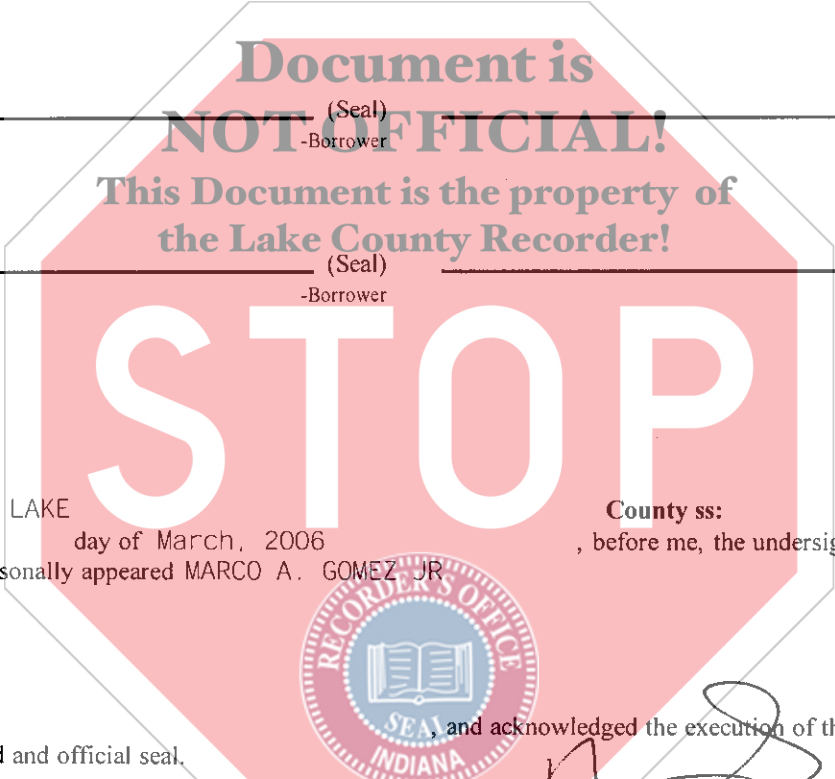 Document is
(Seal)
NOT OFFICIAL!
-Borrower
This Document is the property of
the Lake County Recorder!
(Seal)
-Borrower
STOP
LAKE County ss:
day of March, 2006 , before me, the
sonally appeared MARCO A. GOMEZ JR
RECORDER'S OFFICE
SEAL
INDIANA
, and acknowledged the execution of
and official seal.